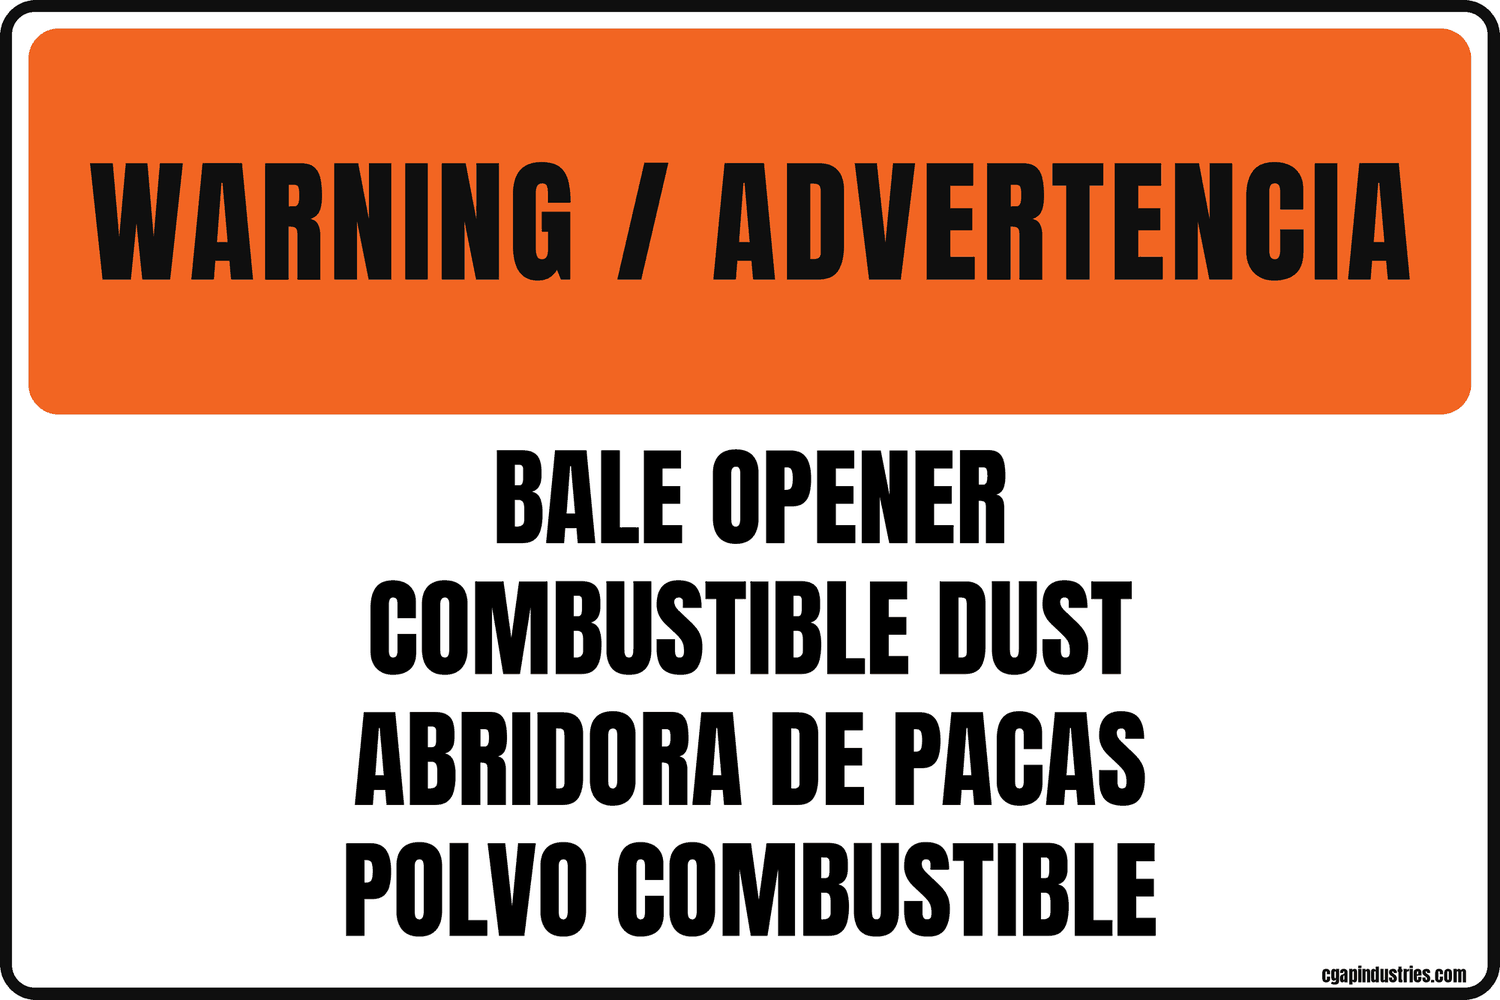 WARNING / ADVERTENCIA
BALE OPENER
COMBUSTIBLE DUST
ABRIDORA DE PACAS
POLVO COMBUSTIBLE
cgapindustries.com